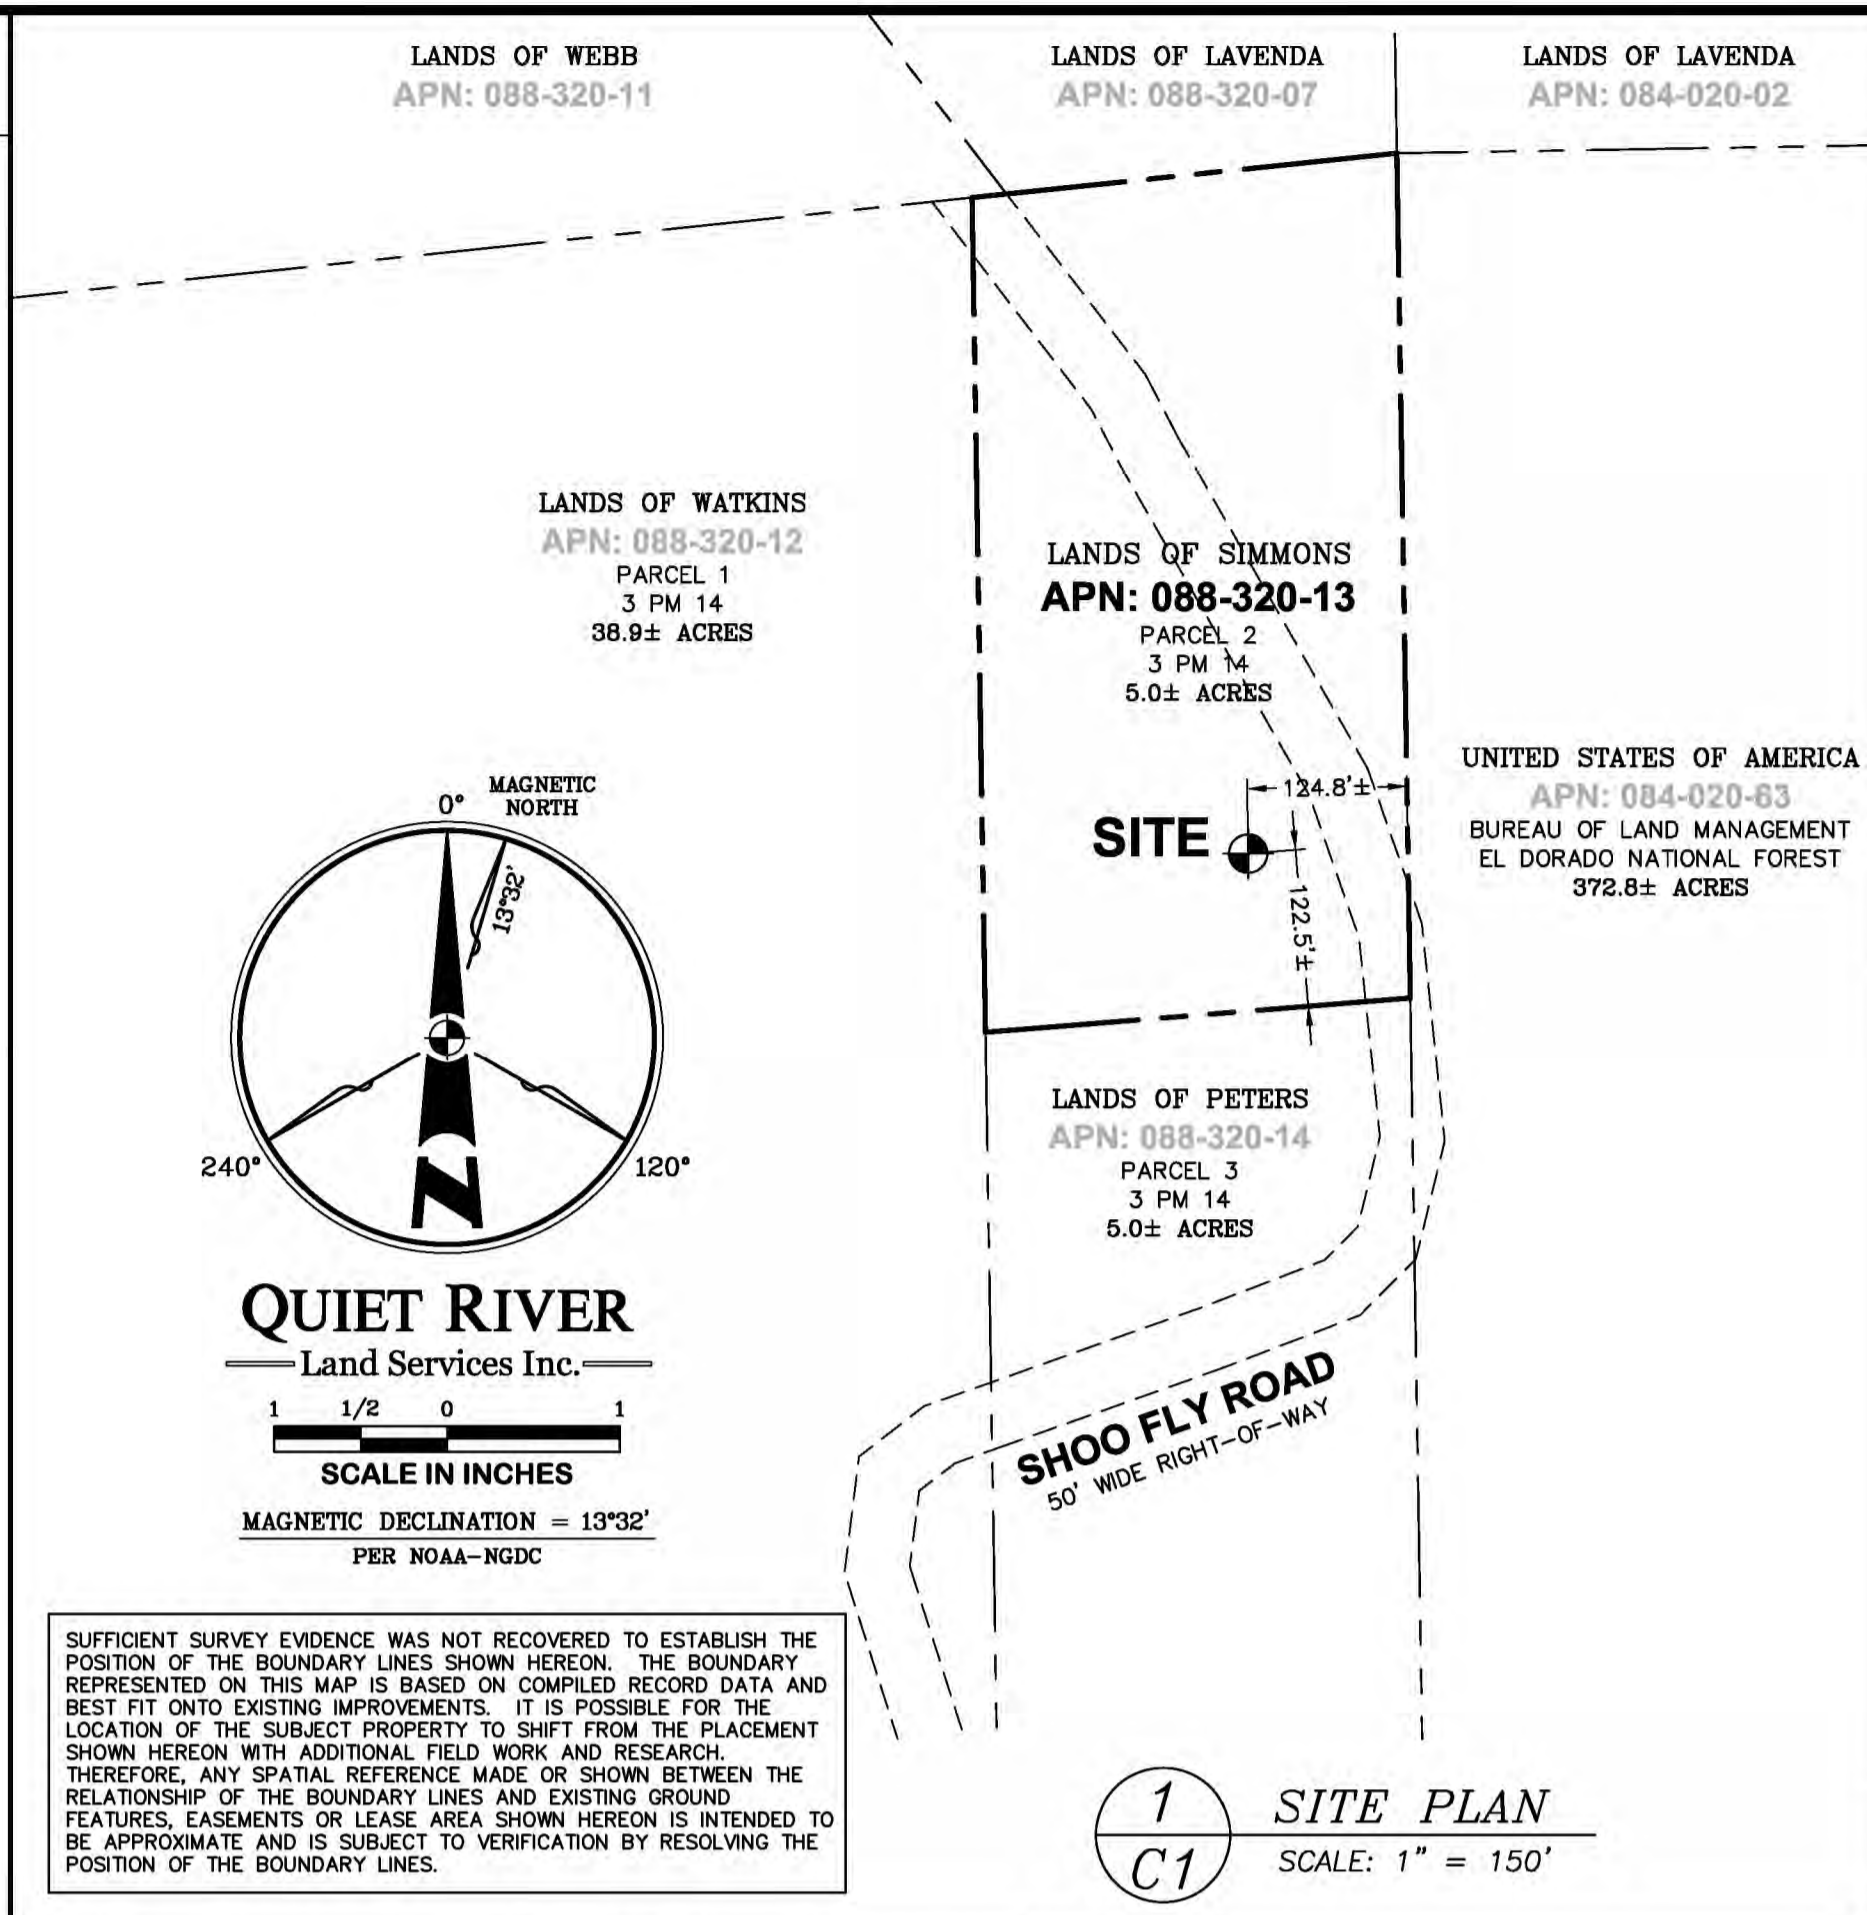 LANDS OF WEBB
APN: 088-320-11
LANDS OF LAVENDA
APN: 088-320-07
LANDS OF LAVENDA
APN: 084-020-02
LANDS OF WATKINS
APN: 088-320-12
PARCEL 1
3 PM 14
38.9± ACRES
LANDS OF SIMMONS
APN: 088-320-13
PARCEL 2
3 PM 14
5.0± ACRES
UNITED STATES OF AMERICA
APN: 084-020-63
BUREAU OF LAND MANAGEMENT
EL DORADO NATIONAL FOREST
372.8± ACRES
124.8'±
SITE
122.5'±
MAGNETIC
NORTH
0°
13°32'
240°
120°
N
LANDS OF PETERS
APN: 088-320-14
PARCEL 3
3 PM 14
5.0± ACRES
QUIET RIVER
Land Services Inc.
1 1/2 0 1
SCALE IN INCHES
MAGNETIC DECLINATION = 13°32'
PER NOAA-NGDC
SHOO FLY ROAD
50' WIDE RIGHT-OF-WAY
SUFFICIENT SURVEY EVIDENCE WAS NOT RECOVERED TO ESTABLISH THE
POSITION OF THE BOUNDARY LINES SHOWN HEREON. THE BOUNDARY
REPRESENTED ON THIS MAP IS BASED ON COMPILED RECORD DATA AND
BEST FIT ONTO EXISTING IMPROVEMENTS. IT IS POSSIBLE FOR THE
LOCATION OF THE SUBJECT PROPERTY TO SHIFT FROM THE PLACEMENT
SHOWN HEREON WITH ADDITIONAL FIELD WORK AND RESEARCH.
THEREFORE, ANY SPATIAL REFERENCE MADE OR SHOWN BETWEEN THE
RELATIONSHIP OF THE BOUNDARY LINES AND EXISTING GROUND
FEATURES, EASEMENTS OR LEASE AREA SHOWN HEREON IS INTENDED TO
BE APPROXIMATE AND IS SUBJECT TO VERIFICATION BY RESOLVING THE
POSITION OF THE BOUNDARY LINES.
1
C1
SITE PLAN
SCALE: 1" = 150'